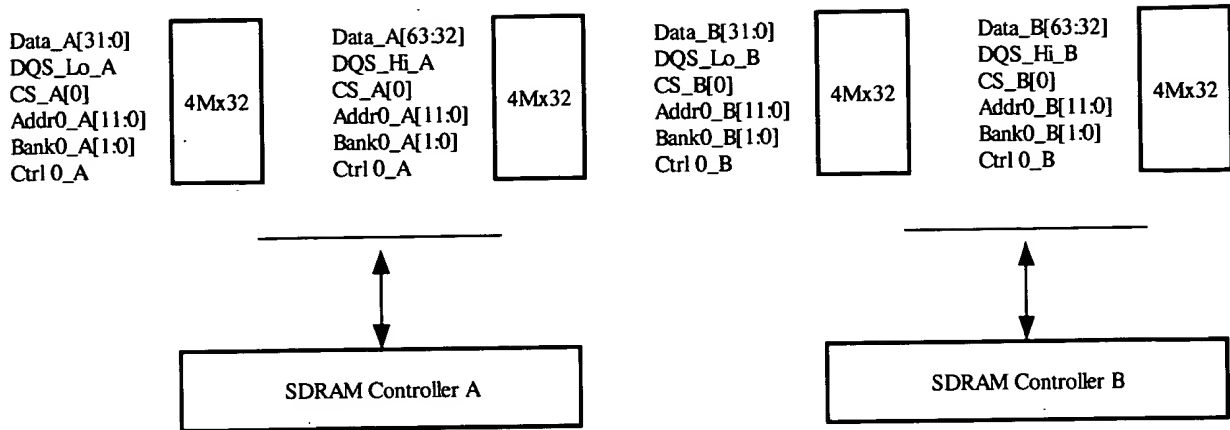 Data_A[31:0]
DQS_Lo_A
CS_A[0]
Addr0_A[11:0]
Bank0_A[1:0]
Ctrl 0_A
4Mx32
Data_A[63:32]
DQS_Hi_A
CS_A[0]
Addr0_A[11:0]
Bank0_A[1:0]
Ctrl 0_A
4Mx32
Data_B[31:0]
DQS_Lo_B
CS_B[0]
Addr0_B[11:0]
Bank0_B[1:0]
Ctrl 0_B
4Mx32
Data_B[63:32]
DQS_Hi_B
CS_B[0]
Addr0_B[11:0]
Bank0_B[1:0]
Ctrl 0_B
4Mx32
SDRAM Controller A
SDRAM Controller B